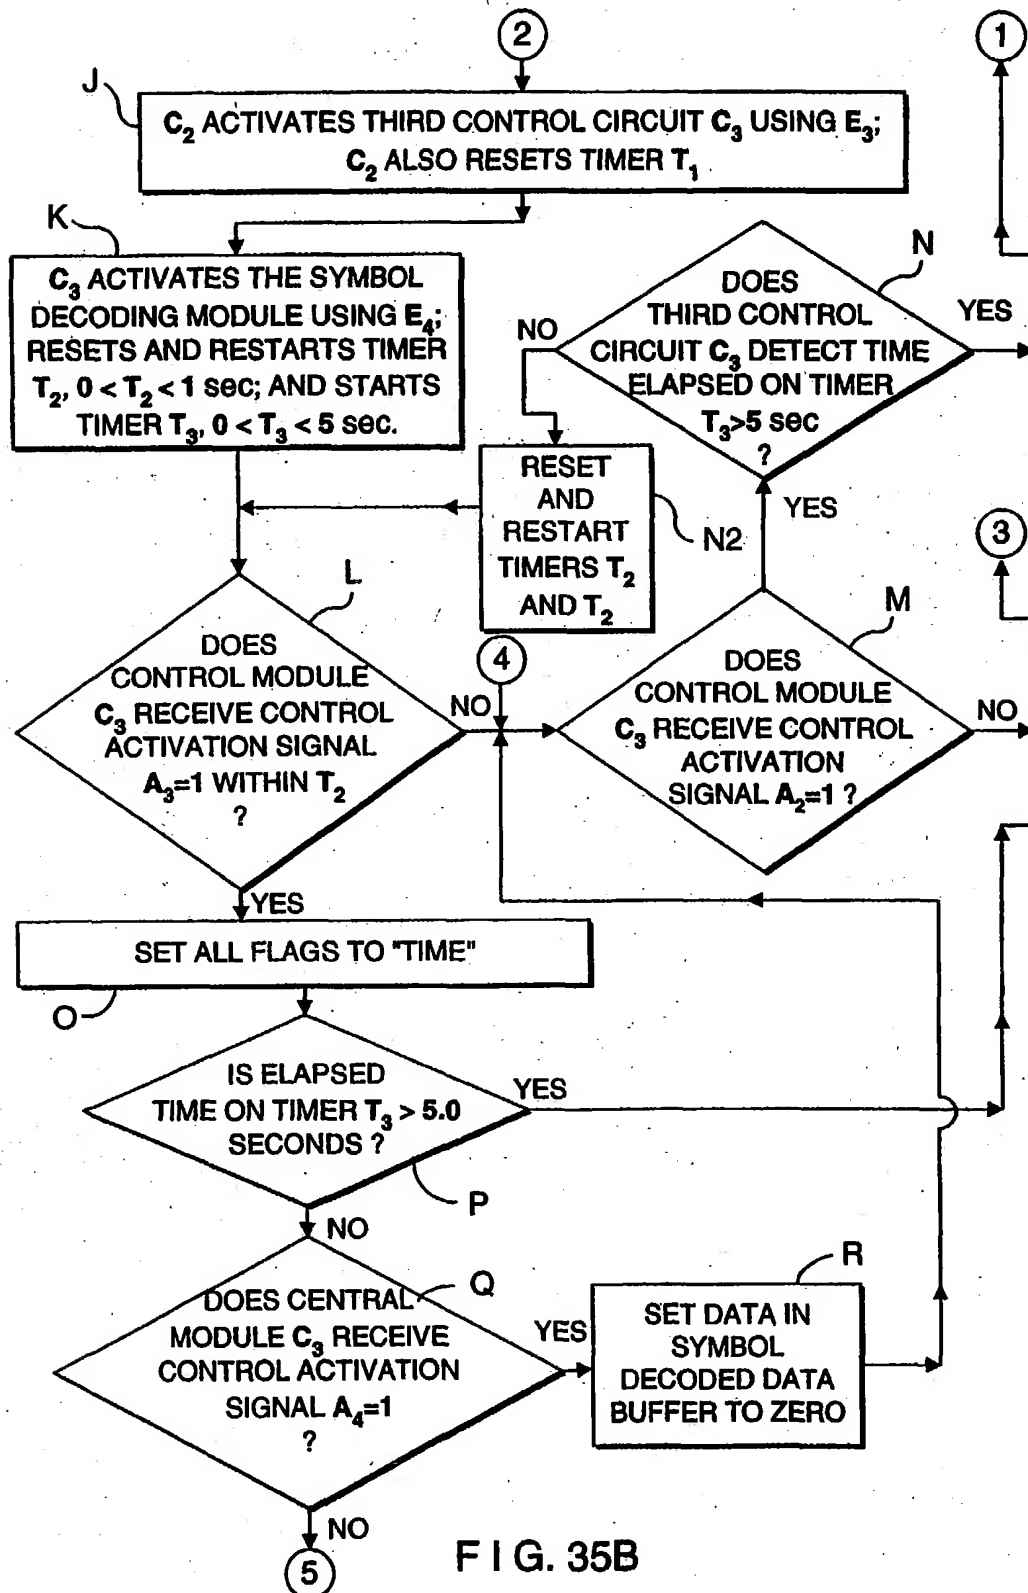 2
1
J
C2 ACTIVATES THIRD CONTROL CIRCUIT C3 USING E3;
C2 ALSO RESETS TIMER T1
K
C3 ACTIVATES THE SYMBOL
DECODING MODULE USING E4;
RESETS AND RESTARTS TIMER
T2, 0 < T2 < 1 sec; AND STARTS
TIMER T3, 0 < T3 < 5 sec.
N
DOES
THIRD CONTROL
CIRCUIT C3 DETECT TIME
ELAPSED ON TIMER
T3>5 sec
?
NO
YES
YES
RESET
AND
RESTART
TIMERS T2
AND T2
N2
3
L
DOES
CONTROL MODULE
C3 RECEIVE CONTROL
ACTIVATION SIGNAL
A3=1 WITHIN T2
?
NO
4
M
DOES
CONTROL MODULE
C3 RECEIVE CONTROL
ACTIVATION
SIGNAL A2=1 ?
NO
YES
SET ALL FLAGS TO "TIME"
O
IS ELAPSED
TIME ON TIMER T3 > 5.0
SECONDS ?
YES
P
NO
Q
DOES CENTRAL
MODULE C3 RECEIVE
CONTROL ACTIVATION
SIGNAL A4=1
?
YES
R
SET DATA IN
SYMBOL
DECODED DATA
BUFFER TO ZERO
NO
5
FIG. 35B